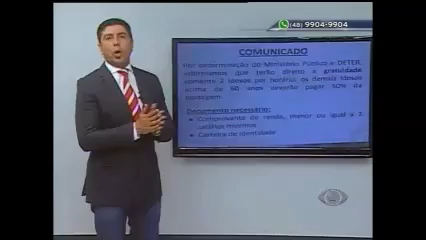 (48) 9904-9904
COMUNICADO
Por determinação do Ministério Público e DETER,
informamos que terão direito a gratuidade
somente 2 idosos por horário, os demais idosos
acima de 60 anos deverão pagar 50% da
passagem.
Documento necessário:
• Comprovante de renda, menor ou igual a 2
salários mínimos
• Carteira de identidade